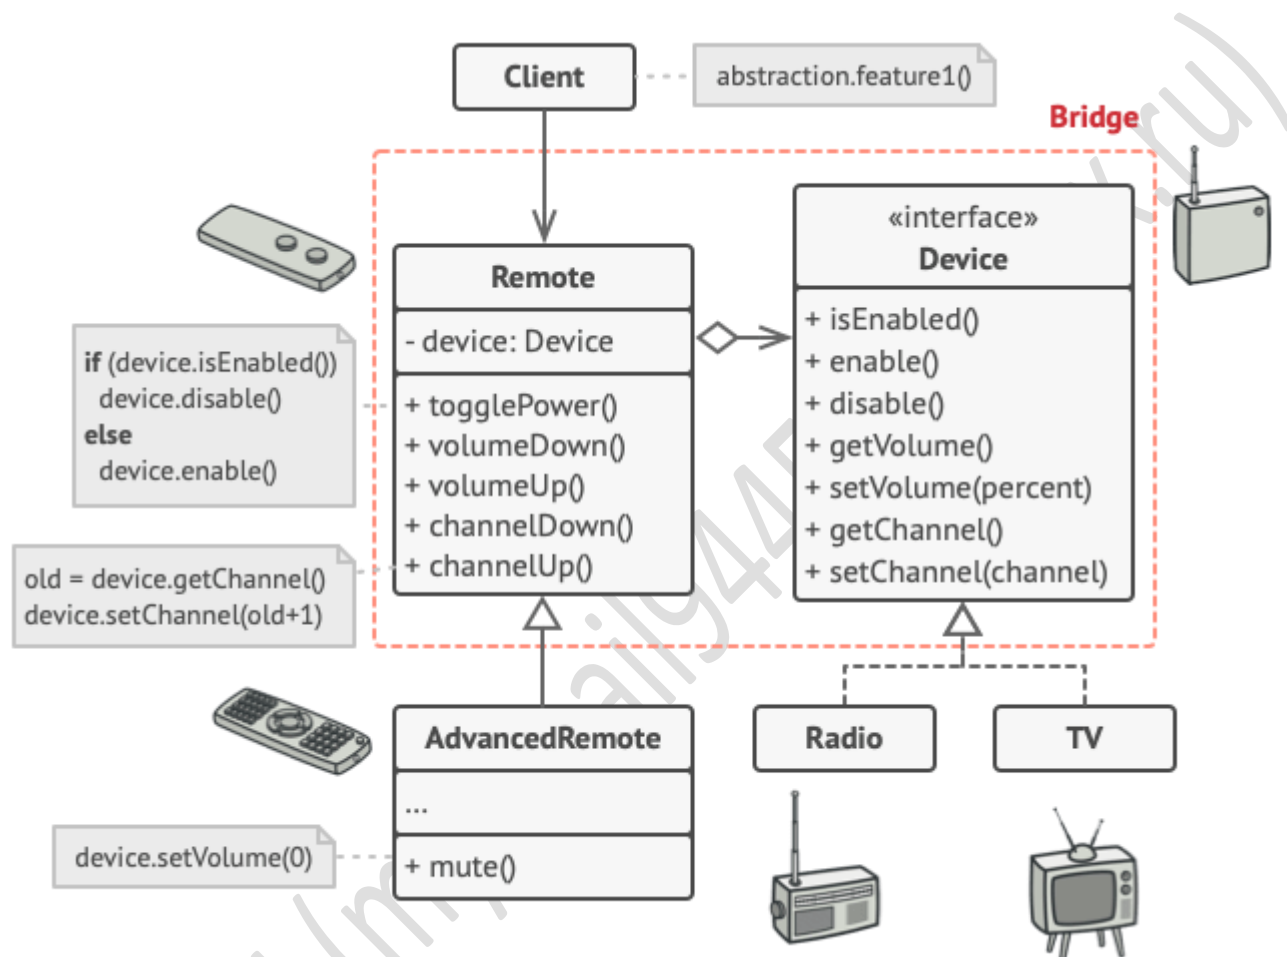 Client
abstraction.feature1()
Bridge
«interface»
Device
+ isEnabled()
+ enable()
+ disable()
+ getVolume()
+ setVolume(percent)
+ getChannel()
+ setChannel(channel)
Remote
- device: Device
+ togglePower()
+ volumeDown()
+ volumeUp()
+ channelDown()
+ channelUp()
if (device.isEnabled())
device.disable()
else
device.enable()
old = device.getChannel()
device.setChannel(old+1)
AdvancedRemote
...
+ mute()
device.setVolume(0)
Radio
TV